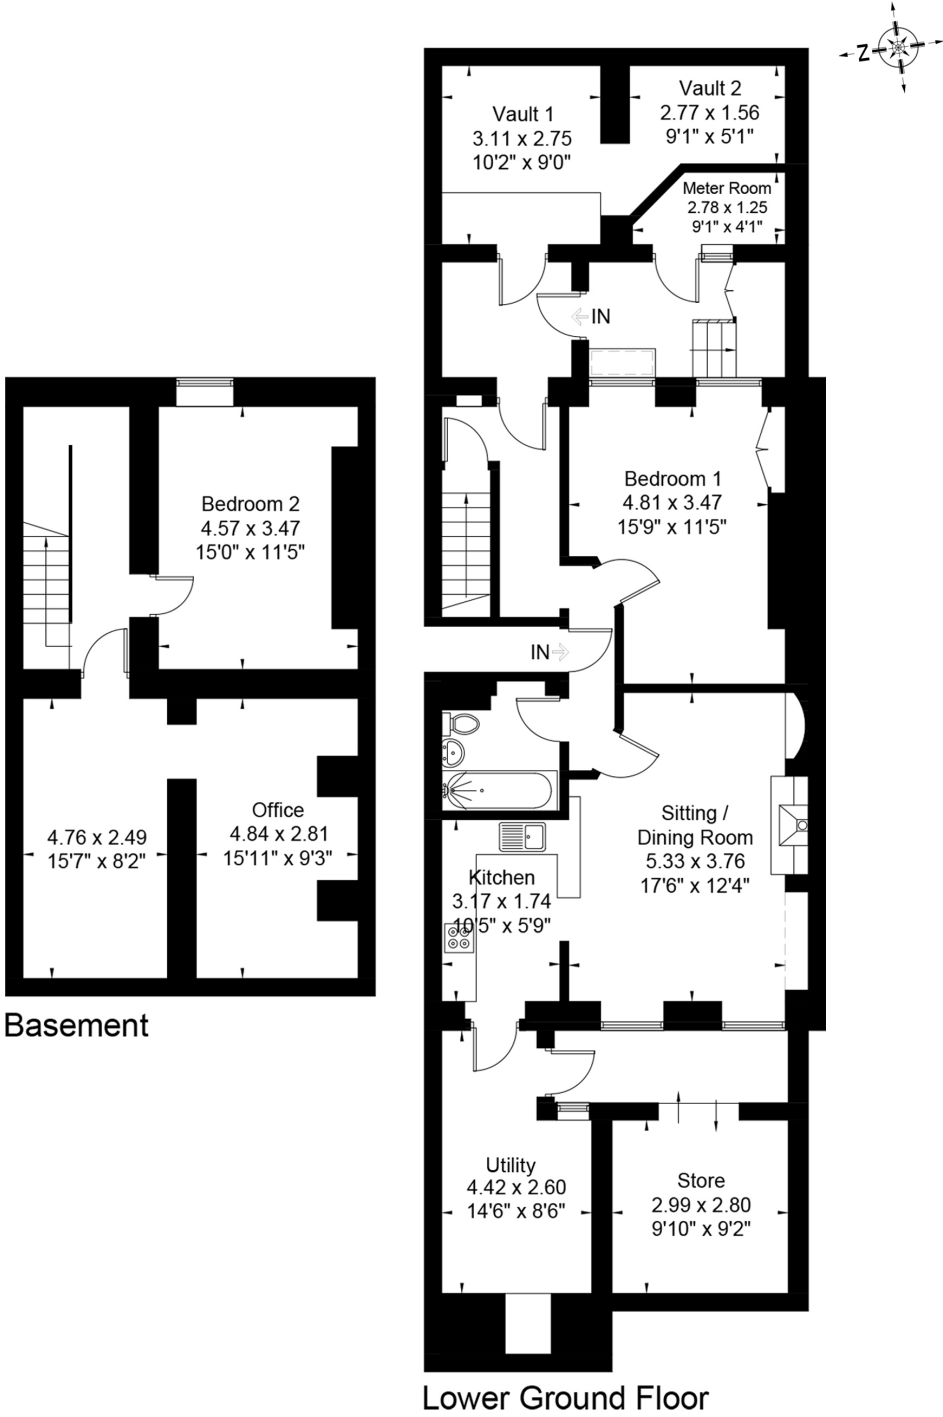 N
Vault 1
3.11 x 2.75
10'2" x 9'0"
Vault 2
2.77 x 1.56
9'1" x 5'1"
Meter Room
2.78 x 1.25
9'1" x 4'1"
IN
Bedroom 1
4.81 x 3.47
15'9" x 11'5"
Bedroom 2
4.57 x 3.47
15'0" x 11'5"
IN
Office
4.84 x 2.81
15'11" x 9'3"
4.76 x 2.49
15'7" x 8'2"
Sitting /
Dining Room
5.33 x 3.76
17'6" x 12'4"
Kitchen
3.17 x 1.74
10'5" x 5'9"
Basement
Utility
4.42 x 2.60
14'6" x 8'6"
Store
2.99 x 2.80
9'10" x 9'2"
Lower Ground Floor